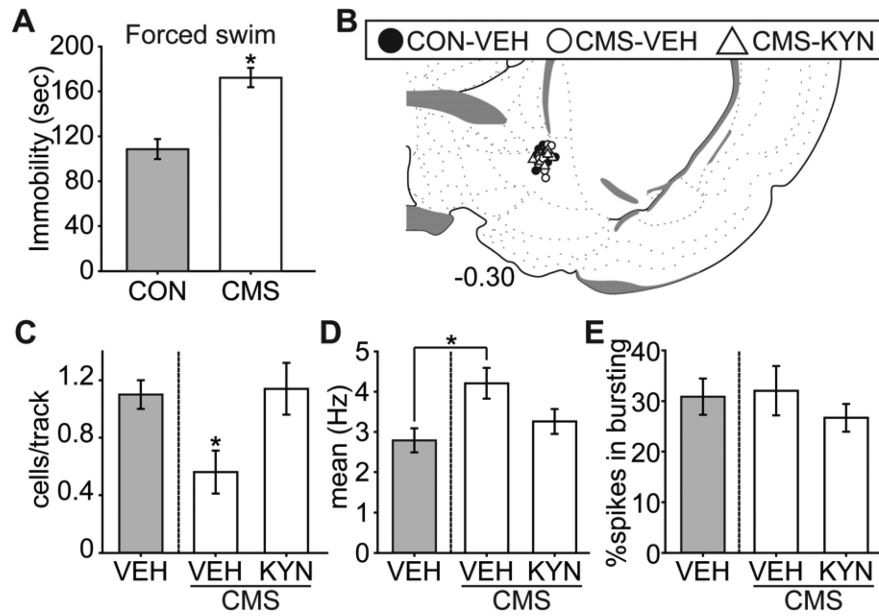 A
Forced swim
Immobility (sec)
200
160
120
80
40
0
*
CON
CMS
B
CON-VEH
CMS-VEH
CMS-KYN
-0.30
C
cells/track
1.2
0.8
0.4
0
*
VEH
VEH
KYN
CMS
D
mean (Hz)
5
4
3
2
1
0
*
VEH
VEH
KYN
CMS
E
%spikes in bursting
40
30
20
10
0
VEH
VEH
KYN
CMS